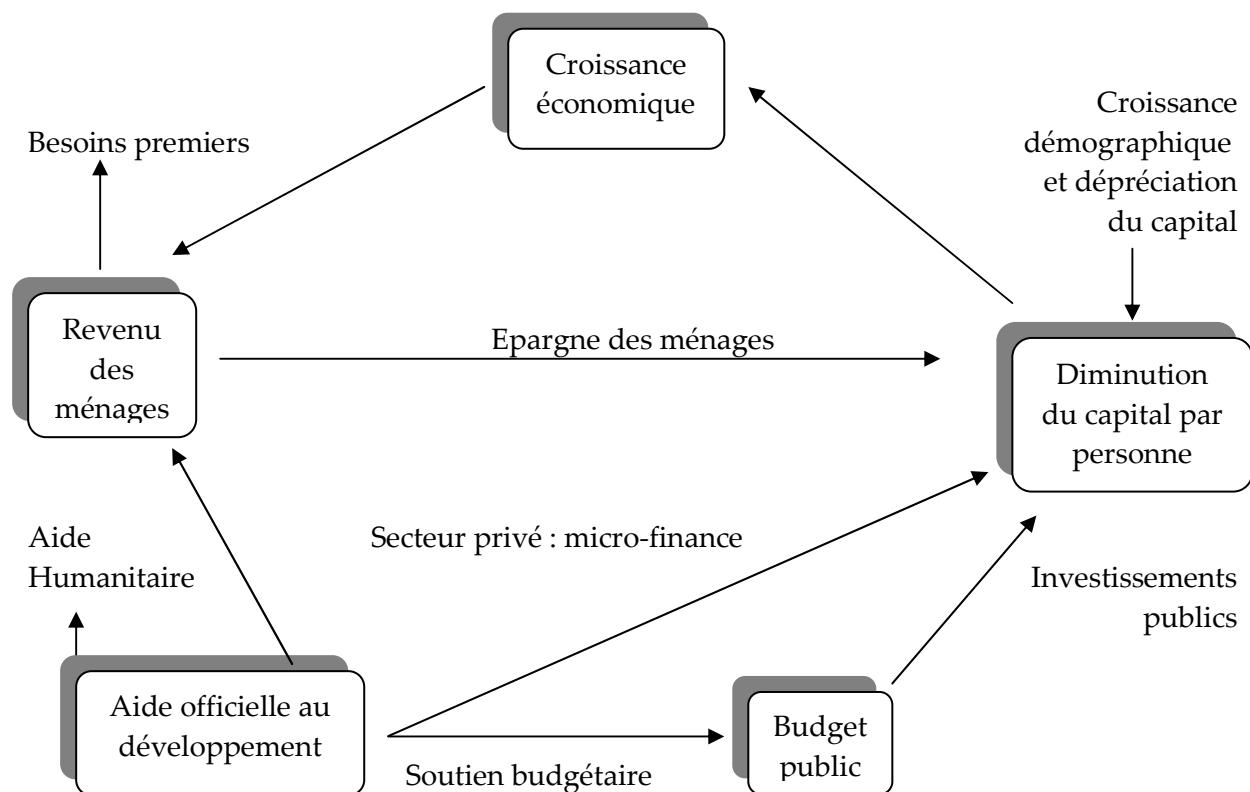 Croissance
économique
Besoins premiers
Croissance
démographique
et dépréciation
du capital
Revenu
des
ménages
Epargne des ménages
Diminution
du capital par
personne
Aide
Humanitaire
Secteur privé : micro-finance
Investissements
publics
Aide officielle au
développement
Soutien budgétaire
Budget
public